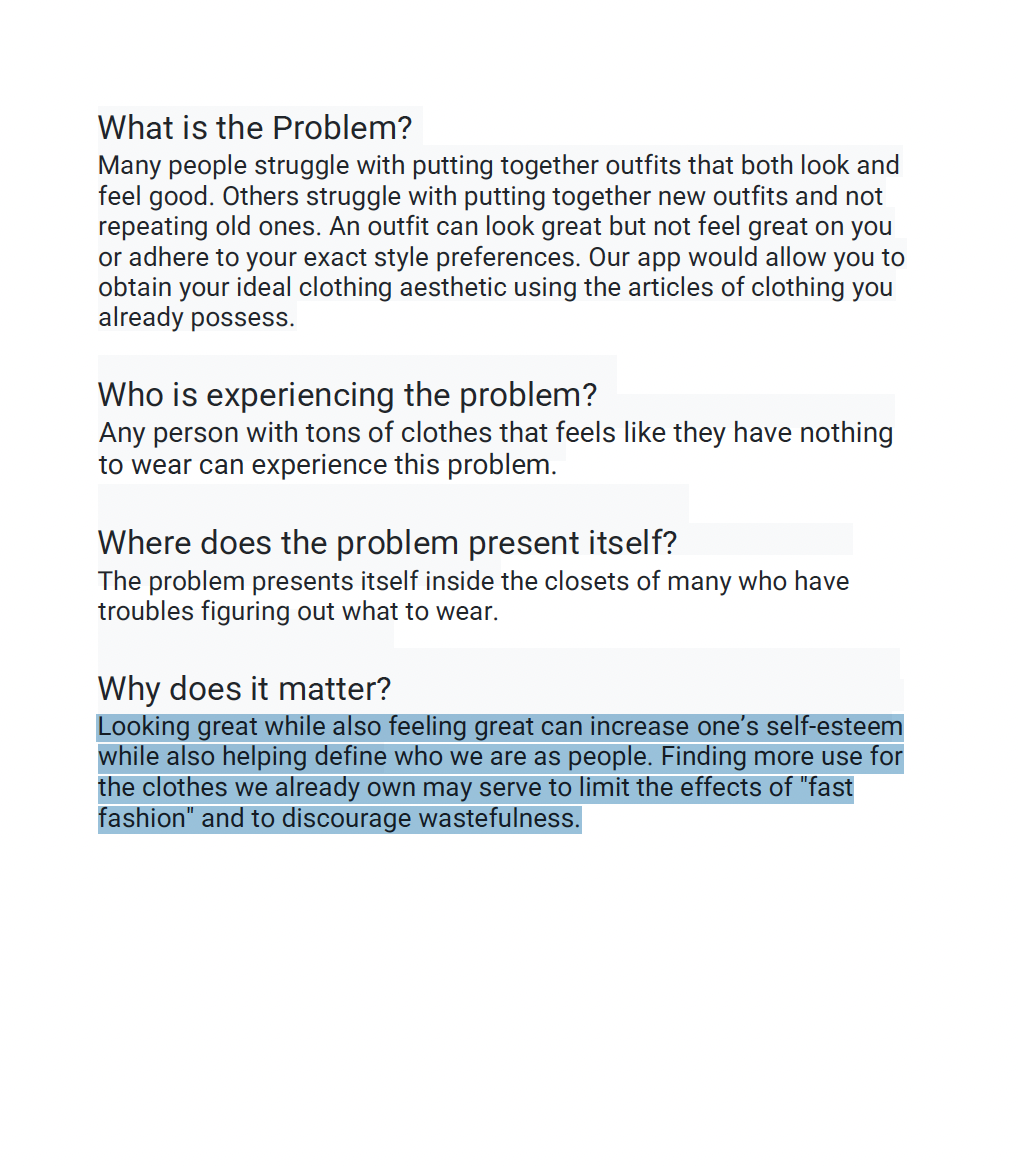 What is the Problem?
Many people struggle with putting together outfits that both look and
feel good. Others struggle with putting together new outfits and not
repeating old ones. An outfit can look great but not feel great on you
or adhere to your exact style preferences. Our app would allow you to
obtain your ideal clothing aesthetic using the articles of clothing you
already possess.
Who is experiencing the problem?
Any person with tons of clothes that feels like they have nothing
to wear can experience this problem.
Where does the problem present itself?
The problem presents itself inside the closets of many who have
troubles figuring out what to wear.
Why does it matter?
Looking great while also feeling great can increase one’s self-esteem
while also helping define who we are as people. Finding more use for
the clothes we already own may serve to limit the effects of "fast
fashion" and to discourage wastefulness.